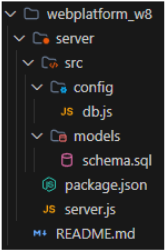 webplatform_w8
server
src
config
JS db.js
models
schema.sql
package.json
JS server.js
README.md